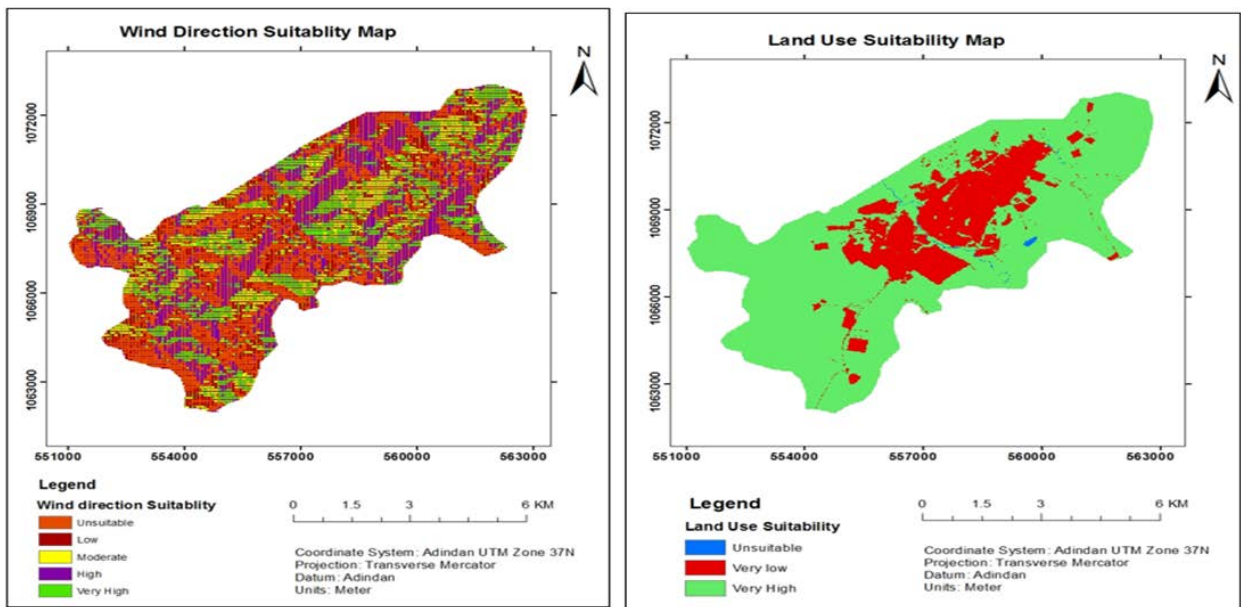 Wind Direction Suitablity Map
N
1072000
1069000
1066000
1063000
551000 554000 557000 560000 563000
Legend
Wind direction Suitablity
Unsuitable
Low
Moderate
High
Very High
0 1.5 3 6 KM
Coordinate System: Adindan UTM Zone 37N
Projection: Transverse Mercator
Datum: Adindan
Units: Meter
Land Use Suitability Map
N
1072000
1069000
1066000
1063000
551000 554000 557000 560000 563000
Legend
Land Use Suitability
Unsuitable
Very low
Very High
0 1.5 3 6 KM
Coordinate System: Adindan UTM Zone 37N
Projection: Transverse Mercator
Datum: Adindan
Units: Meter